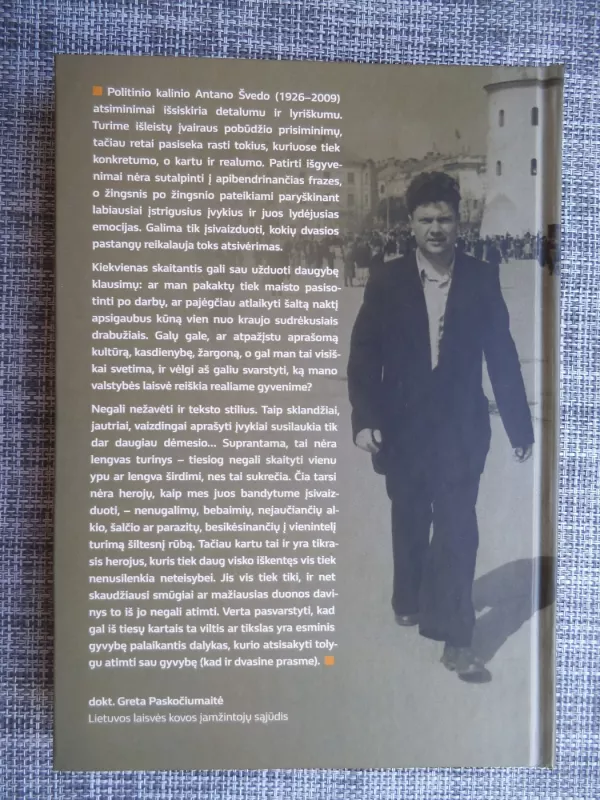 Politinio kalinio Antano Švedo (1926–2009)
atsiminimai išsiskiria detalumu ir lyriškumu.
Turime išleistų įvairaus pobūdžio prisiminimų,
tačiau retai pasiseka rasti tokius, kuriuose tiek
konkretumo, o kartu ir realumo. Patirti išgyve-
nimai nėra sutalpinti į apibendrinančias frazes,
o žingsnis po žingsnio pateikiami paryškinant
labiausiai įstrigusius įvykius ir juos lydėjusias
emocijas. Galima tik įsivaizduoti, kokių dvasios
pastangų reikalauja toks atsivėrimas.
Kiekvienas skaitantis gali sau užduoti daugybę
klausimų: ar man pakaktų tiek maisto pasiso-
tinti po darbų, ar pajėgčiau atlaikyti šaltą naktį
apsigaubus kūną vien nuo kraujo sudrėkusiais
drabužiais. Galų gale, ar atpažįstu aprašomą
kultūrą, kasdienybę, žargoną, o gal man tai visiš-
kai svetima, ir vėlgi aš galiu svarstyti, ką mano
valstybės laisvė reiškia realiame gyvenime?
Negali nežavėti ir teksto stilius. Taip sklandžiai,
jautriai, vaizdingai aprašyti įvykiai susilaukia tik
dar daugiau dėmesio... Suprantama, tai nėra
lengvas turinys – tiesiog negali skaityti vienu
ypu ar lengva širdimi, nes tai sukrečia. Čia tarsi
nėra herojų, kaip mes juos bandytume įsivaiz-
duoti, – nenugalimų, bebaimių, nejaučiančių al-
kio, šalčio ar parazitų, besikėsinančių į vienintelį
turimą šiltesnį rūbą. Tačiau kartu tai ir yra tikra-
sis herojus, kuris tiek daug visko iškentęs vis tiek
nenusilenkia neteisybei. Jis vis tiek tiki, ir net
skaudžiausi smūgiai ar mažiausias duonos davi-
nys to iš jo negali atimti. Verta pasvarstyti, kad
gal iš tiesų kartais ta viltis ar tikslas yra esminis
gyvybę palaikantis dalykas, kurio atsisakyti toly-
gu atimti sau gyvybę (kad ir dvasine prasme).
dokt. Greta Paskočiumaitė
Lietuvos laisvės kovos įamžintojų sąjūdis